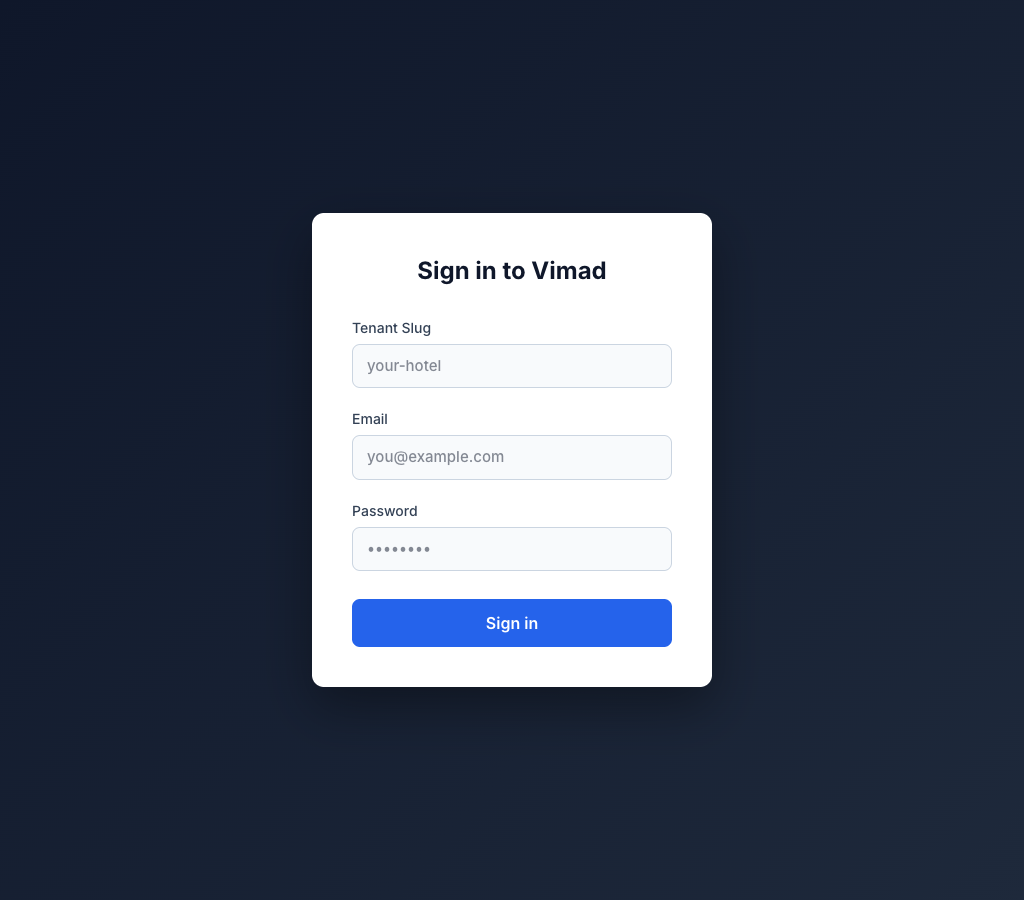 Sign in to Vimad
Tenant Slug
your-hotel
Email
you@example.com
Password
••••••••
Sign in